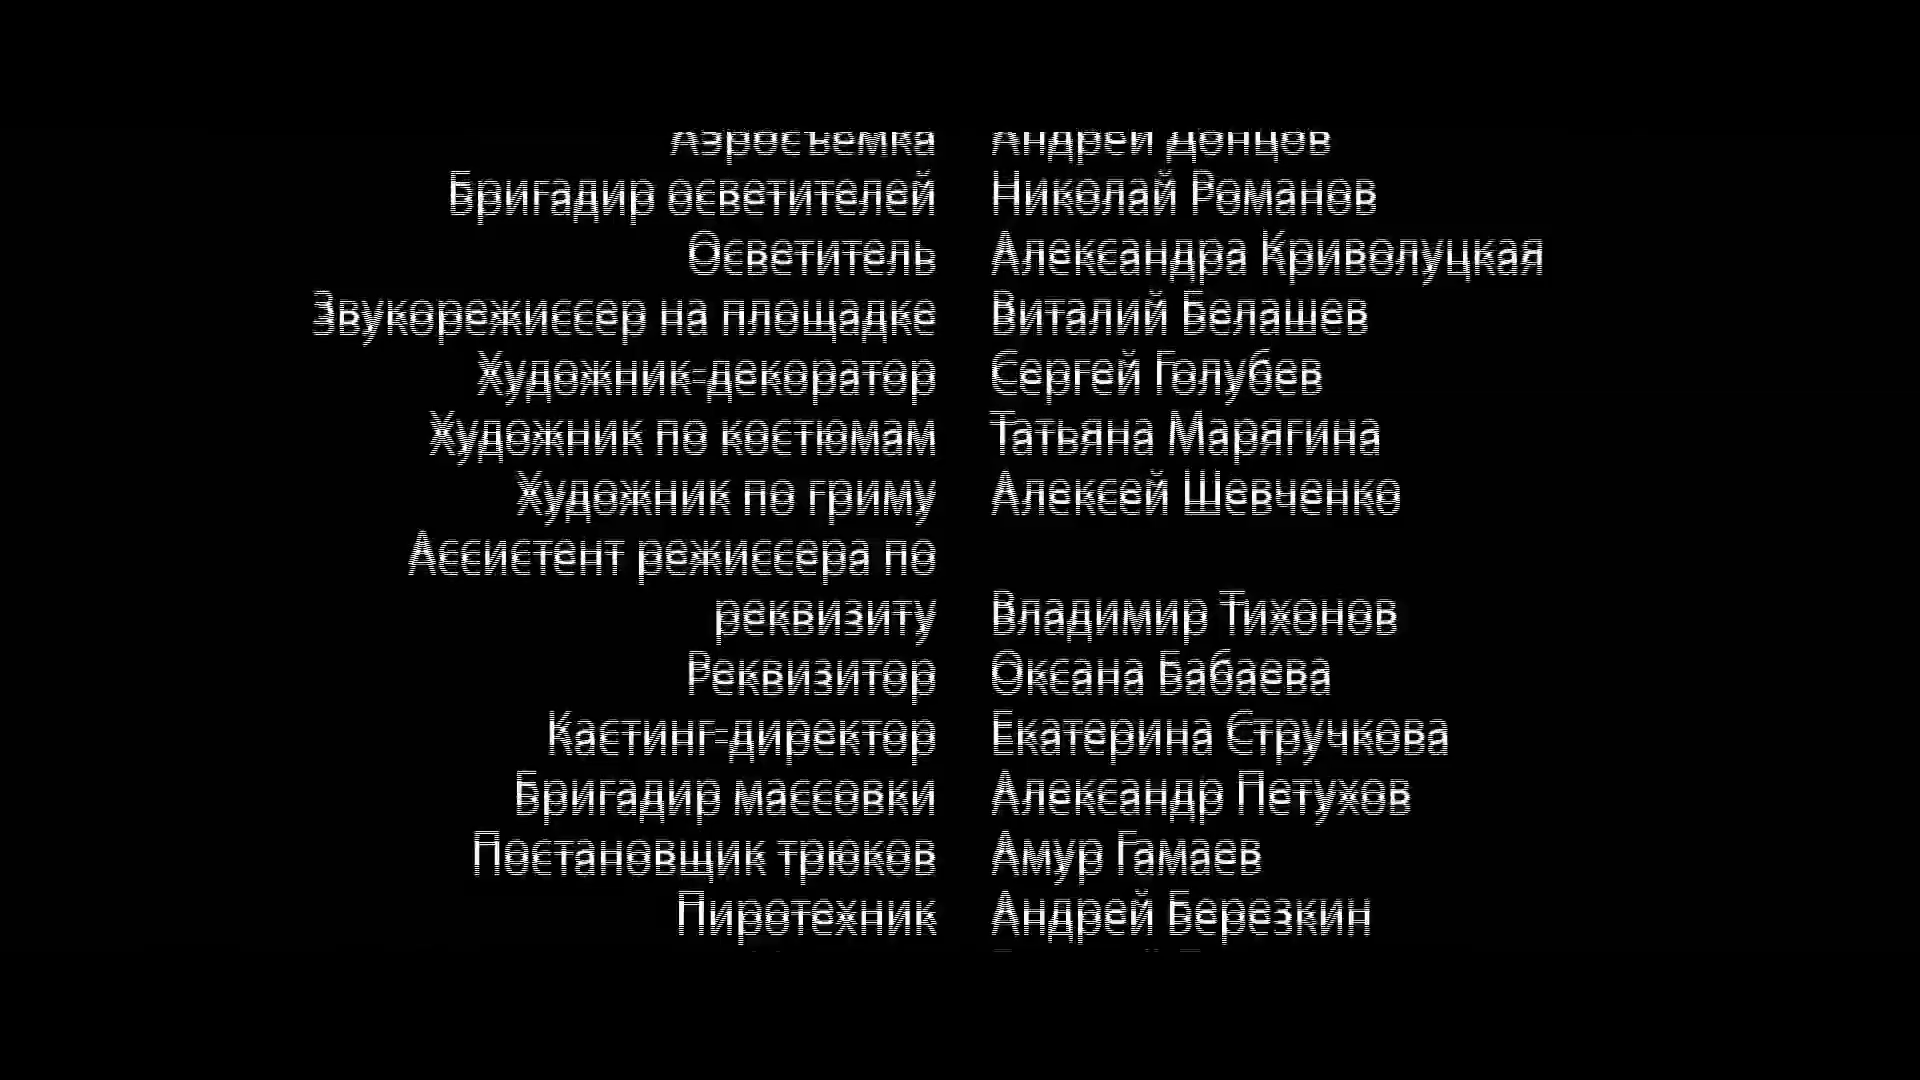 Аэросъемка Андрей Донцов
Бригадир осветителей Николай Романов
Осветитель Александра Криволуцкая
Звукорежиссер на площадке Виталий Белашев
Художник-декоратор Сергей Голубев
Художник по костюмам Татьяна Марягина
Художник по гриму Алексей Шевченко
Ассистент режиссера по
реквизиту Владимир Тихонов
Реквизитор Оксана Бабаева
Кастинг-директор Екатерина Стручкова
Бригадир массовки Александр Петухов
Постановщик трюков Амур Гамаев
Пиротехник Андрей Березкин